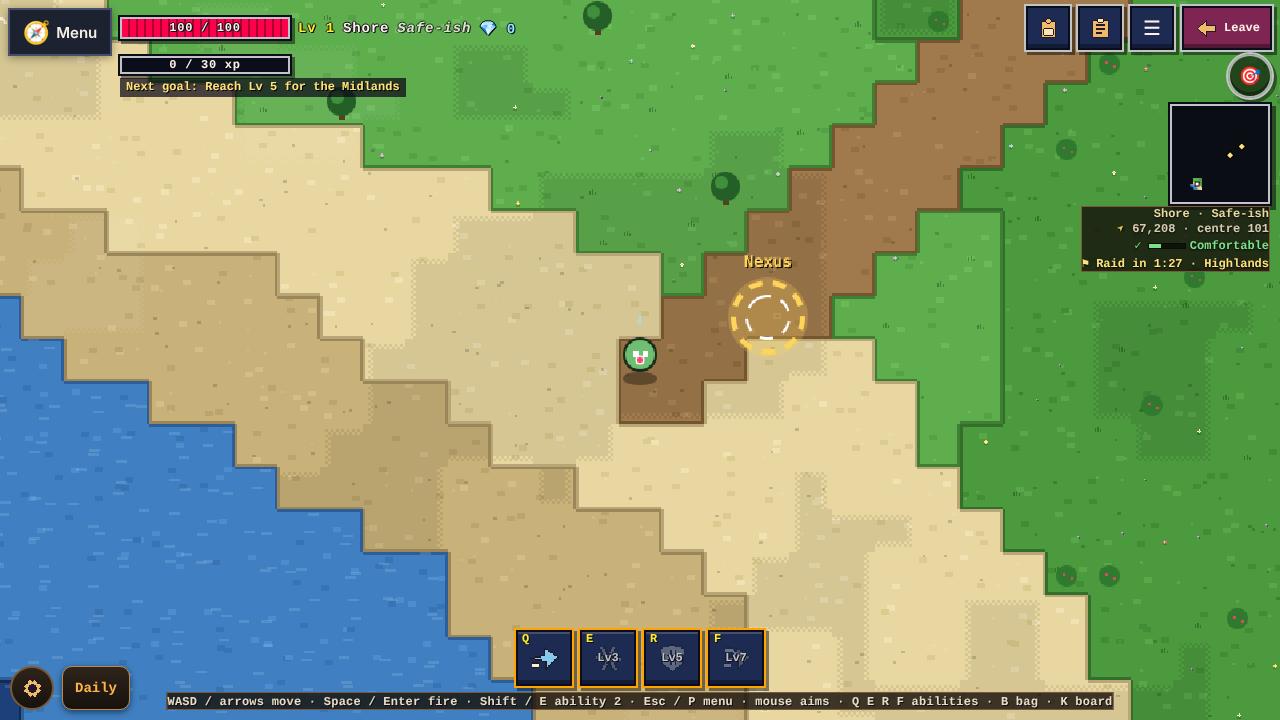 Menu
100 / 100
Lv 1 Shore Safe-ish 0
0 / 30 xp
Next goal: Reach Lv 5 for the Midlands
Leave
Shore · Safe-ish
67,208 · centre 101
✓ Comfortable
Raid in 1:27 · Highlands
Nexus
Q
E Lv3
R Lv5
F Lv7
Daily
WASD / arrows move · Space / Enter fire · Shift / E ability 2 · Esc / P menu · mouse aims · Q E R F abilities · B bag · K board